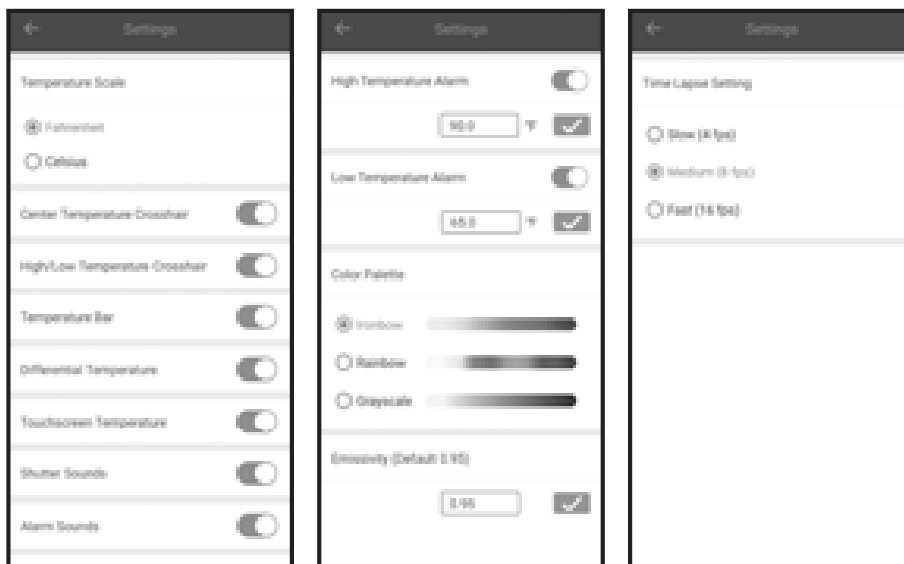 Settings
Temperature Scale
Fahrenheit
Celsius
Center Temperature Crosshair
High/Low Temperature Crosshair
Temperature Bar
Differential Temperature
Touchscreen Temperature
Shutter Sounds
Alarm Sounds
Settings
High Temperature Alarm
90.0 °F
Low Temperature Alarm
65.0 °F
Color Palette
Ironbow
Rainbow
Grayscale
Emissivity (Default 0.95)
0.95
Settings
Time Lapse Setting
Slow (4 fps)
Medium (8 fps)
Fast (16 fps)